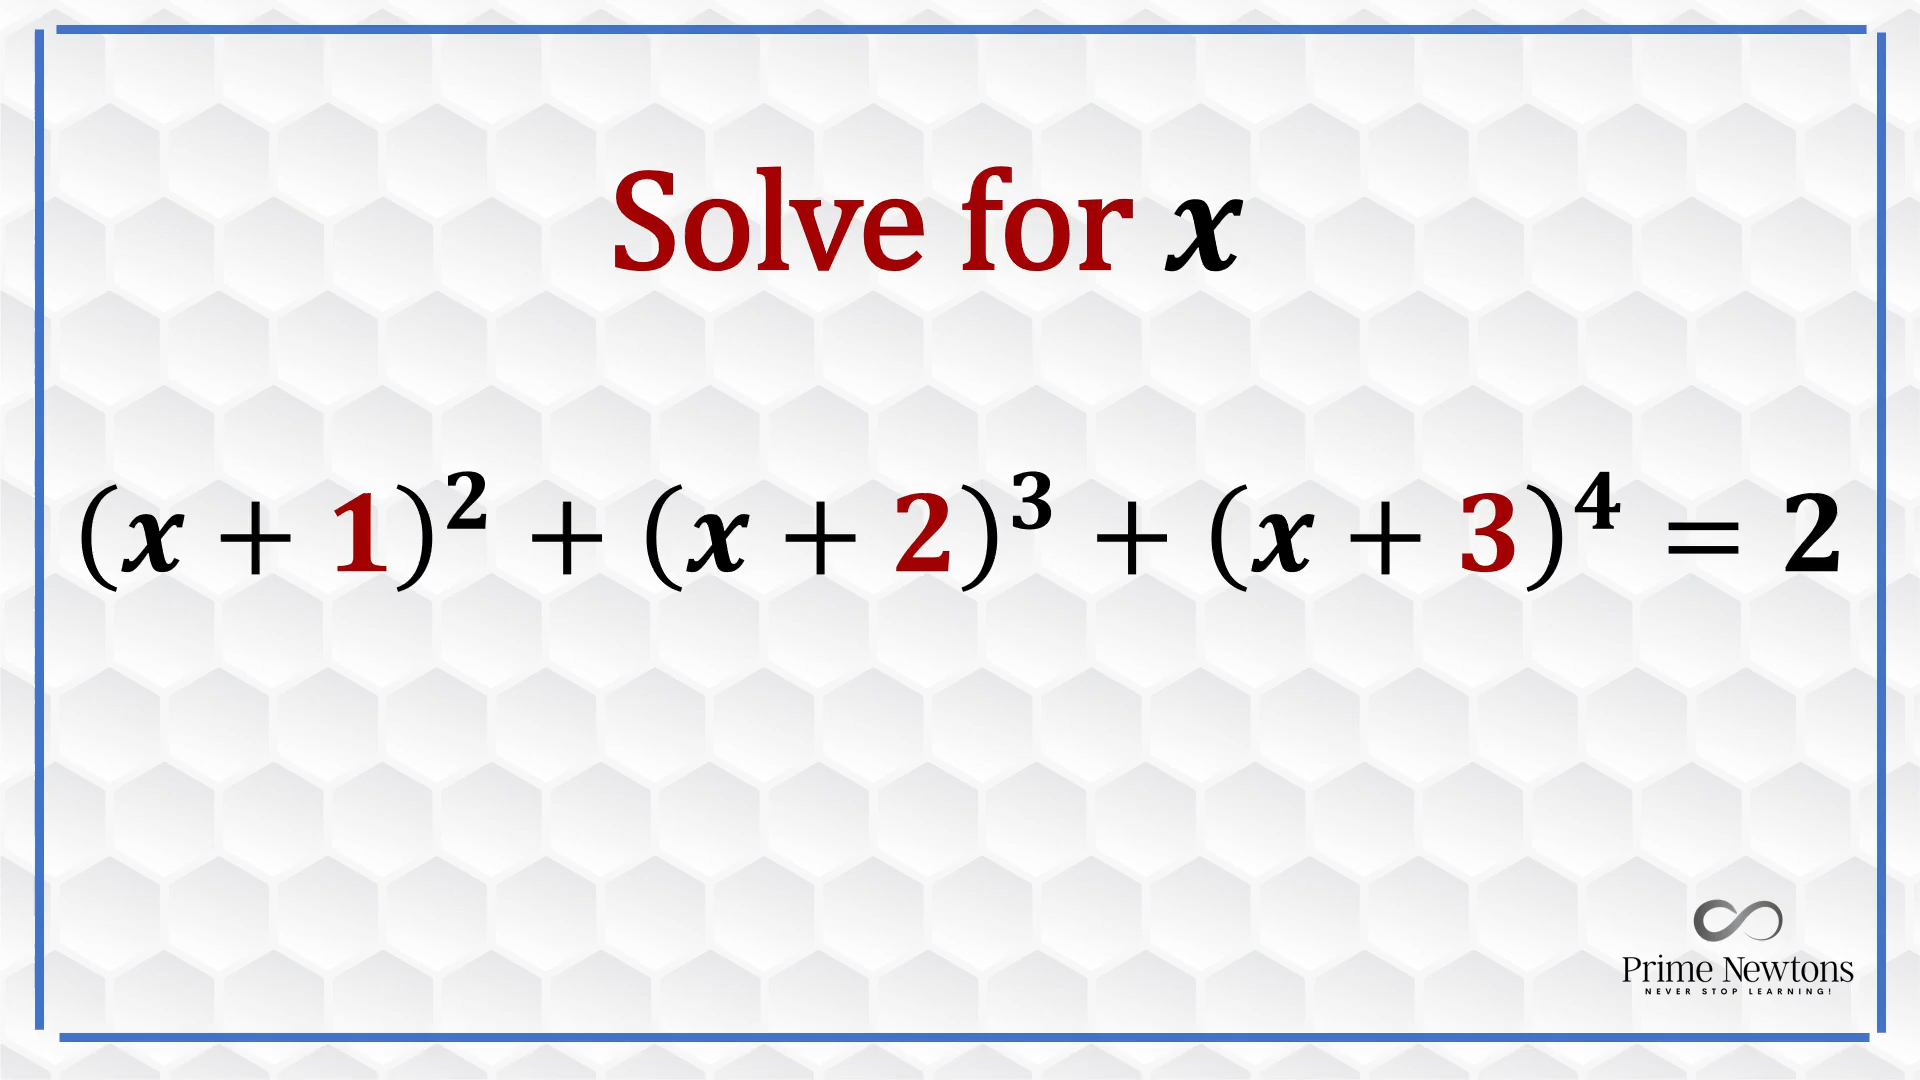 Solve for x
(x + 1)² + (x + 2)³ + (x + 3)⁴ = 2
Prime Newtons
NEVER STOP LEARNING!